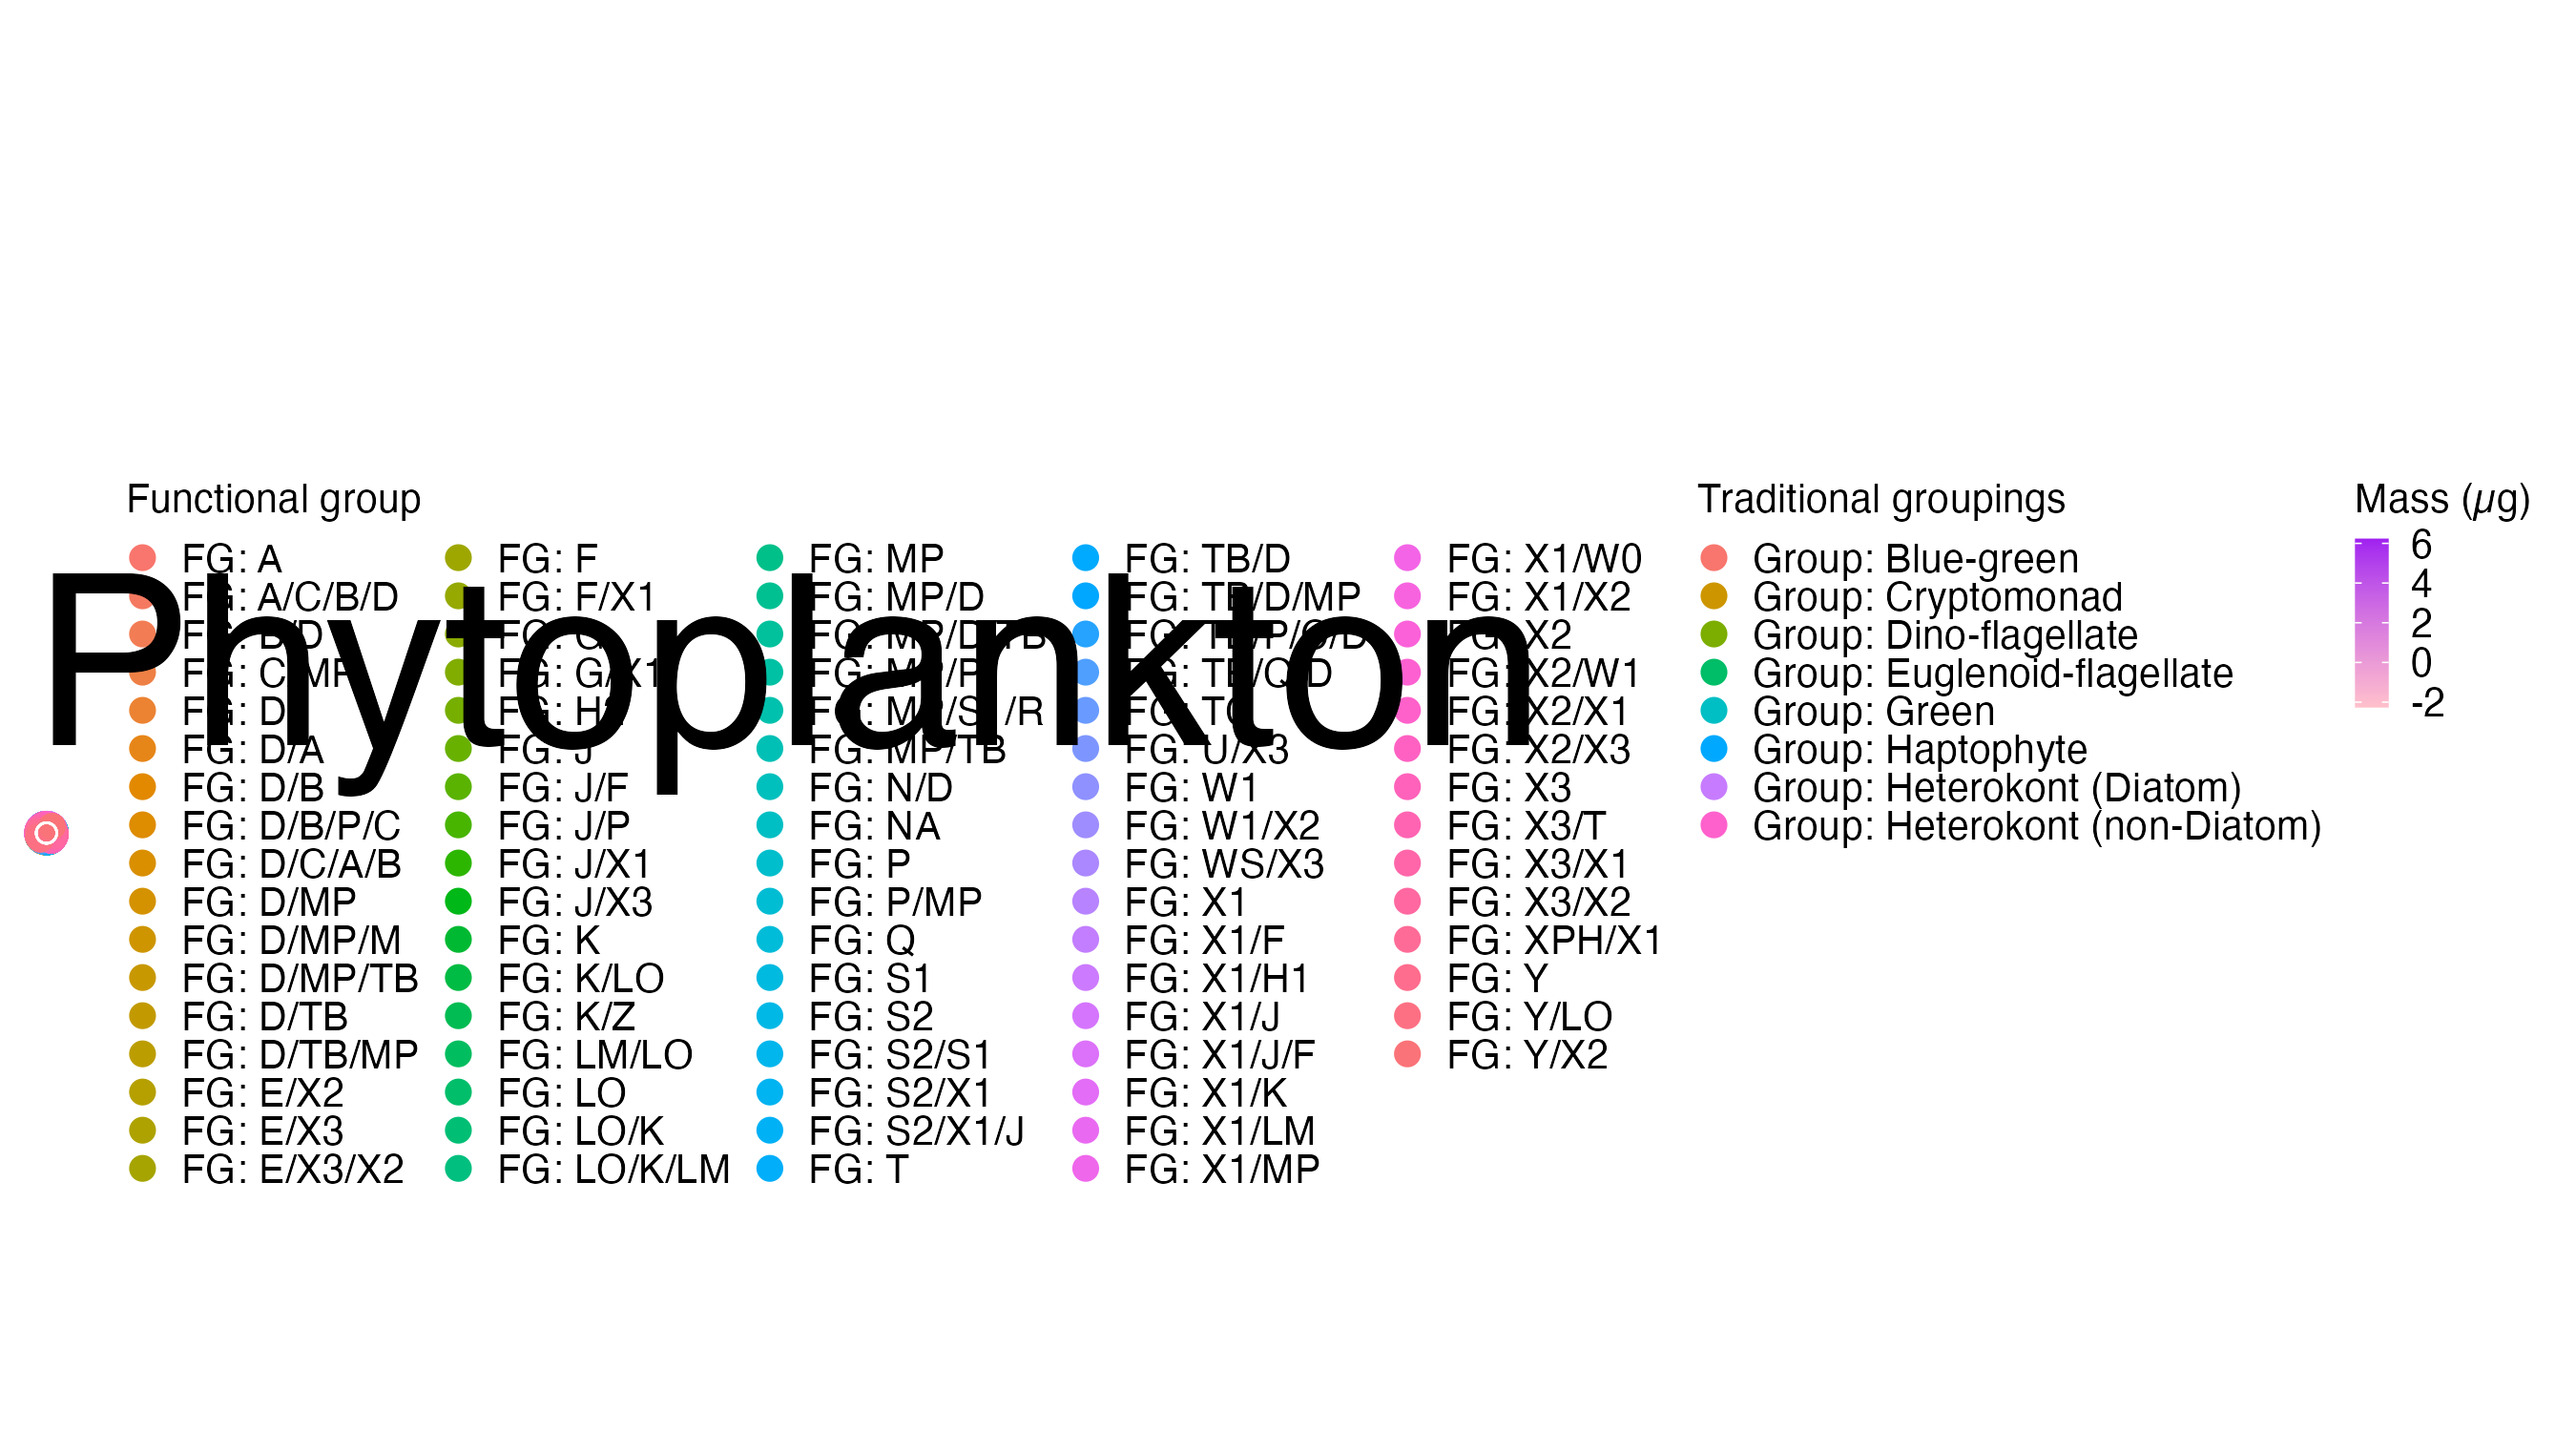 Phytoplankton
Functional group
FG: A
FG: A/C/B/D
FG: B/D
FG: C/MP
FG: D
FG: D/A
FG: D/B
FG: D/B/P/C
FG: D/C/A/B
FG: D/MP
FG: D/MP/M
FG: D/MP/TB
FG: D/TB
FG: D/TB/MP
FG: E/X2
FG: E/X3
FG: E/X3/X2
FG: F
FG: F/X1
FG: G
FG: G/X1
FG: J
FG: J/F
FG: J/P
FG: J/X1
FG: J/X3
FG: K
FG: K/LO
FG: K/Z
FG: LM/LO
FG: LO
FG: LO/K
FG: LO/K/LM
FG: MP
FG: MP/D
FG: MP/D/TB
FG: MP/P
FG: MP/TB
FG: N/D
FG: NA
FG: P
FG: P/MP
FG: Q
FG: S1
FG: S2
FG: S2/S1
FG: S2/X1
FG: S2/X1/J
FG: T
FG: TB/D
FG: TB/D/MP
FG: TB/Q/D
FG: U/X3
FG: W1
FG: W1/X2
FG: WS/X3
FG: X1
FG: X1/F
FG: X1/H1
FG: X1/J
FG: X1/J/F
FG: X1/K
FG: X1/LM
FG: X1/MP
FG: X1/W0
FG: X1/X2
FG: X2
FG: X2/W1
FG: X2/X1
FG: X2/X3
FG: X3
FG: X3/T
FG: X3/X1
FG: X3/X2
FG: XPH/X1
FG: Y
FG: Y/LO
FG: Y/X2
Traditional groupings
Group: Blue-green
Group: Cryptomonad
Group: Dino-flagellate
Group: Euglenoid-flagellate
Group: Green
Group: Haptophyte
Group: Heterokont (Diatom)
Group: Heterokont (non-Diatom)
Mass (µg)
6
4
2
0
-2